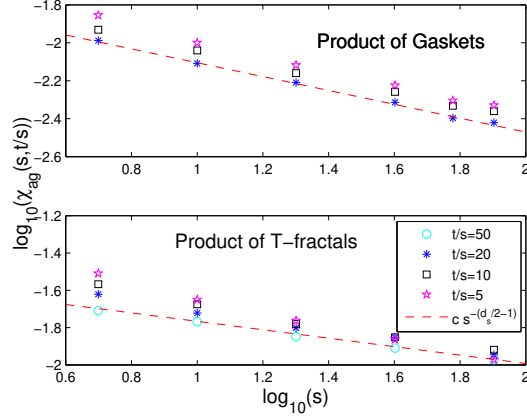 -1.8
-2
-2.2
-2.4
-2.6
0.8
1
1.2
1.4
1.6
1.8
2
Product of Gaskets
log10(χag(s,t/s))
-1.2
-1.4
-1.6
-1.8
-2
0.6
0.8
1
1.2
1.4
1.6
1.8
2
Product of T-fractals
t/s=50
t/s=20
t/s=10
t/s=5
c s^-(ds/2-1)
log10(s)